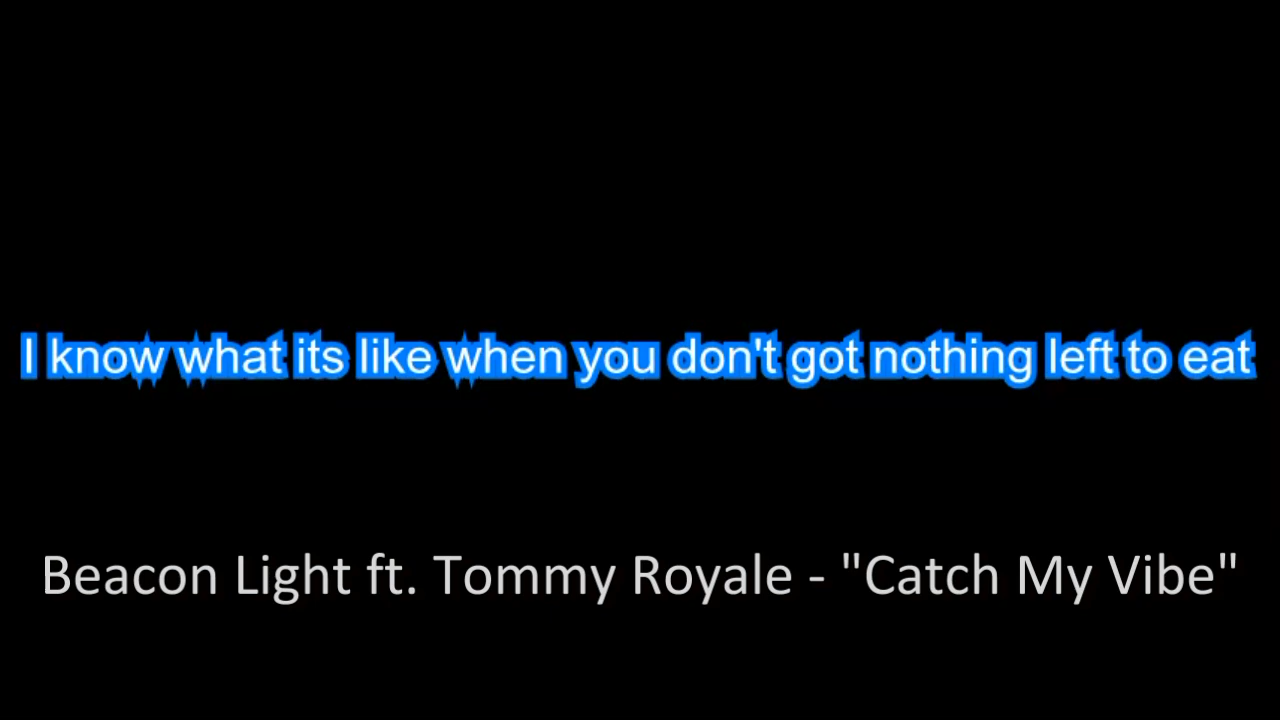 I know what its like when you don't got nothing left to eat
Beacon Light ft. Tommy Royale - "Catch My Vibe"